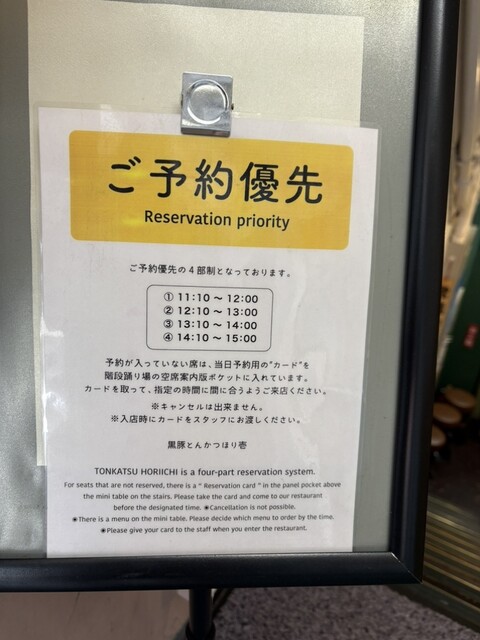 ご予約優先
Reservation priority
ご予約優先の4部制となっております。
① 11:10 ～ 12:00
② 12:10 ～ 13:00
③ 13:10 ～ 14:00
④ 14:10 ～ 15:00
予約が入っていない席は、当日予約用の"カード"を
階段踊り場の空席案内版ポケットに入れています。
カードを取って、指定の時間に間に合うようご来店ください。
※キャンセルは出来ません。
※入店時にカードをスタッフにお渡しください。
黒豚とんかつほり壱
TONKATSU HORIICHI is a four-part reservation system.
For seats that are not reserved, there is a " Reservation card " in the panel pocket above
the mini table on the stairs. Please take the card and come to our restaurant
before the designated time. ◉Cancellation is not possible.
◉There is a menu on the mini table. Please decide which menu to order by the time.
◉Please give your card to the staff when you enter the restaurant.